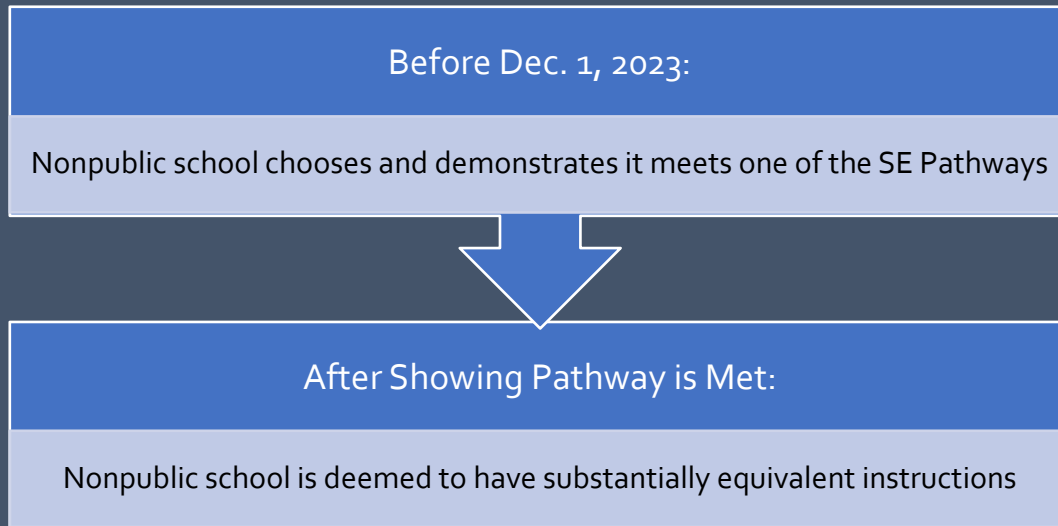 Before Dec. 1, 2023:
Nonpublic school chooses and demonstrates it meets one of the SE Pathways
After Showing Pathway is Met:
Nonpublic school is deemed to have substantially equivalent instructions